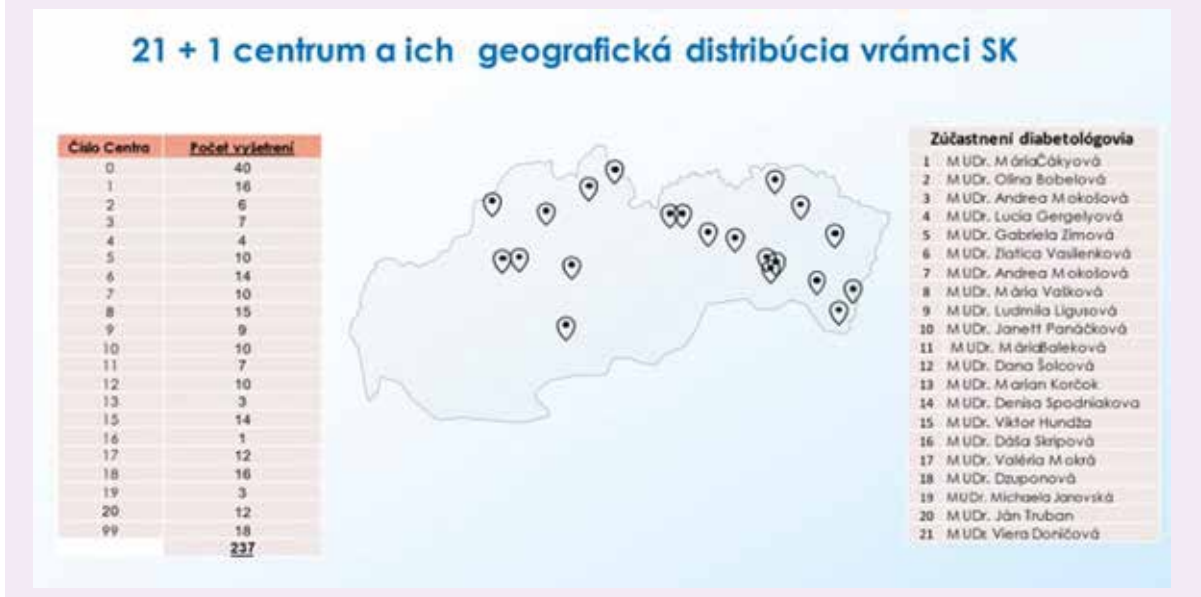 21 + 1 centrum a ich geografická distribúcia vrámci SK
Číslo Centra Počet vyšetrení
0 40
1 16
2 6
3 7
4 4
5 10
6 14
7 10
8 15
9 9
10 10
11 7
12 10
13 3
15 14
16 1
17 12
18 16
19 3
20 12
99 18
237
Zúčastnení diabetológovia
1 MUDr. MáriaČákyová
2 MUDr. Olina Bobelová
3 MUDr. Andrea Mokošová
4 MUDr. Lucia Gergelyová
5 MUDr. Gabriela Zimová
6 MUDr. Zlatica Vasilenková
7 MUDr. Andrea Mokošová
8 MUDr. Mária Vašková
9 MUDr. Ludmila Ligusová
10 MUDr. Janett Panáčková
11 MUDr. MáriaBaleková
12 MUDr. Dana Šolcová
13 MUDr. Marian Korčok
14 MUDr. Denisa Spodniakova
15 MUDr. Viktor Hundža
16 MUDr. Dáša Skripová
17 MUDr. Valéria Mokrá
18 MUDr. Dzuponová
19 MUDr. Michaela Janovská
20 MUDr. Ján Truban
21 MUDr. Viera Doničová